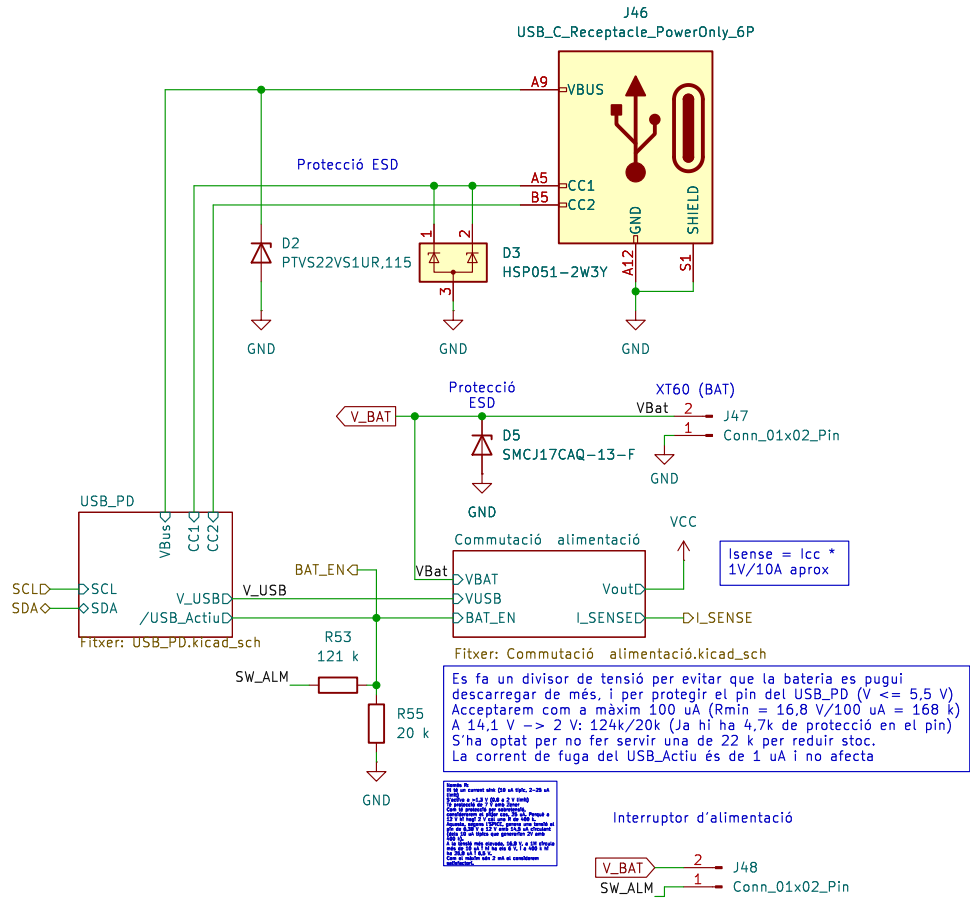 J46
USB_C_Receptacle_PowerOnly_6P
A9
VBUS
Protecció ESD
A5
CC1
B5
CC2
GND
SHIELD
A12
S1
1
2
D2
PTVS22VS1UR,115
D3
HSP051-2W3Y
3
GND
GND
GND
Protecció
ESD
XT60 (BAT)
V_BAT
VBat
2
J47
1
Conn_01x02_Pin
D5
SMCJ17CAQ-13-F
GND
GND
USB_PD
VBus
CC1
CC2
SCL
SCL
SDA
SDA
V_USB
/USB_Actiu
Fitxer: USB_PD.kicad_sch
V_USB
BAT_EN
VBat
Commutació alimentació
VBAT
VUSB
BAT_EN
Vout
I_SENSE
VCC
I_SENSE
Isense = Icc *
1V/10A aprox
Fitxer: Commutació alimentació.kicad_sch
R53
121 k
SW_ALM
R55
20 k
GND
Es fa un divisor de tensió per evitar que la bateria es pugui
descarregar de més, i per protegir el pin del USB_PD (V <= 5,5 V)
Acceptarem com a màxim 100 uA (Rmin = 16,8 V/100 uA = 168 k)
A 14,1 V -> 2 V: 124k/20k (Ja hi ha 4,7k de protecció en el pin)
S'ha optat per no fer servir una de 22 k per reduir stoc.
La corrent de fuga del USB_Actiu és de 1 uA i no afecta
Només R:
Interruptor d'alimentació
V_BAT
2
J48
SW_ALM
1
Conn_01x02_Pin